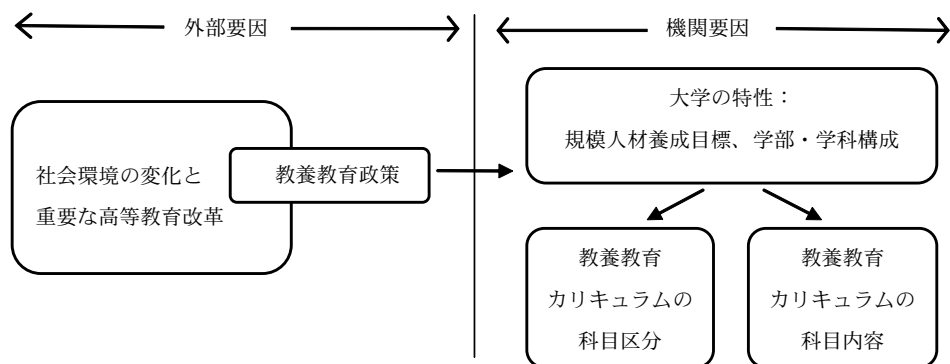 外部要因
機関要因
社会環境の変化と
重要な高等教育改革
教養教育政策
大学の特性：
規模人材養成目標、学部・学科構成
教養教育
カリキュラムの
科目区分
教養教育
カリキュラムの
科目内容